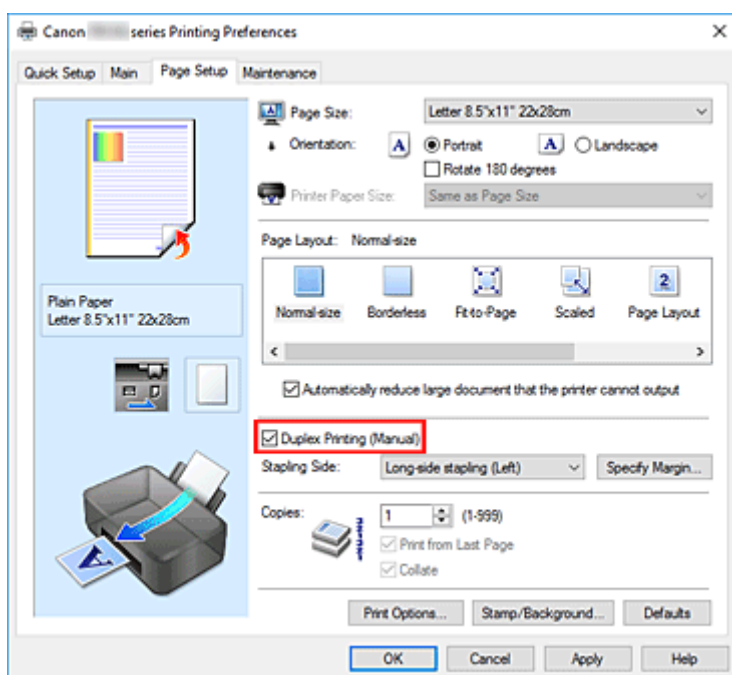 Canon series Printing Preferences
Quick Setup Main Page Setup Maintenance
Page Size: Letter 8.5"x11" 22x28cm
Orientation: A Portrait A Landscape
Rotate 180 degrees
Printer Paper Size: Same as Page Size
Page Layout: Normal-size
2
Normal-size Borderless Fit-to-Page Scaled Page Layout
Plain Paper
Letter 8.5"x11" 22x28cm
Automatically reduce large document that the printer cannot output
Duplex Printing (Manual)
Stapling Side: Long-side stapling (Left) Specify Margin...
Copies: 1 (1-999)
Print from Last Page
Collate
A
Print Options... Stamp/Background... Defaults
OK Cancel Apply Help